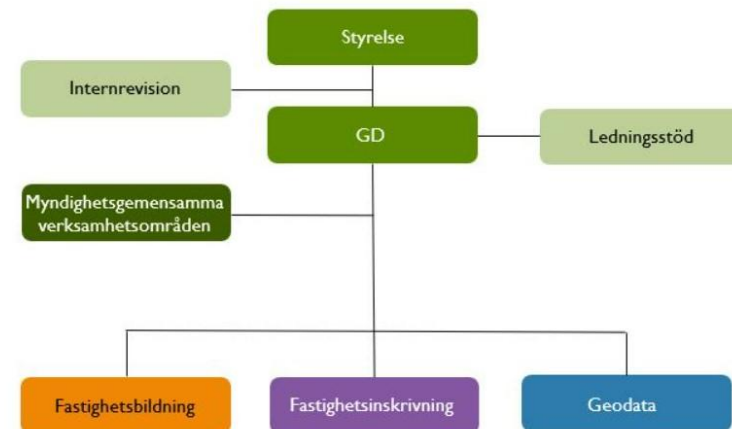 Styrelse
Internrevision
GD
Ledningsstöd
Myndighetsgemensamma
verksamhetsområden
Fastighetsbildning
Fastighetsinskrivning
Geodata